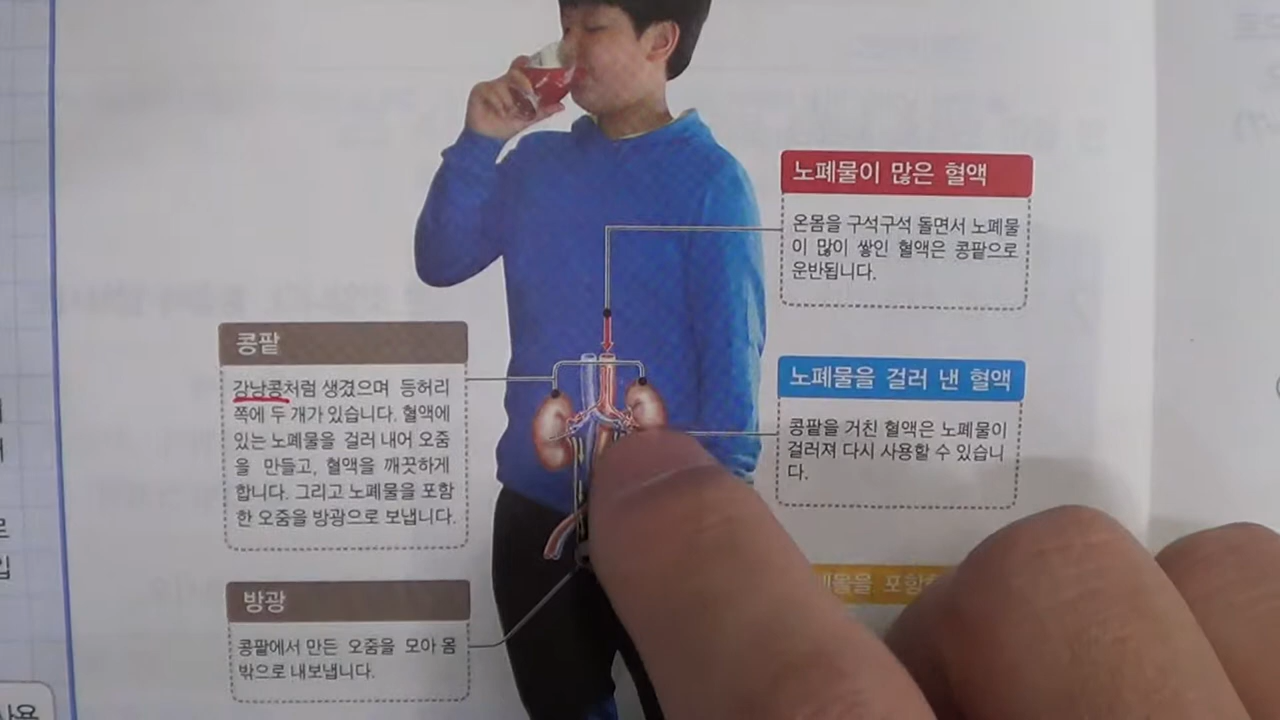 노폐물이 많은 혈액
온몸을 구석구석 돌면서 노폐물
이 많이 쌓인 혈액은 콩팥으로
운반됩니다.
콩팥
강낭콩처럼 생겼으며 등허리
쪽에 두 개가 있습니다. 혈액에
있는 노폐물을 걸러 내어 오줌
을 만들고, 혈액을 깨끗하게
합니다. 그리고 노폐물을 포함
한 오줌을 방광으로 보냅니다.
노폐물을 걸러 낸 혈액
콩팥을 거친 혈액은 노폐물이
걸러져 다시 사용할 수 있습니
다.
방광
콩팥에서 만든 오줌을 모아 몸
밖으로 내보냅니다.
폐물을 포함